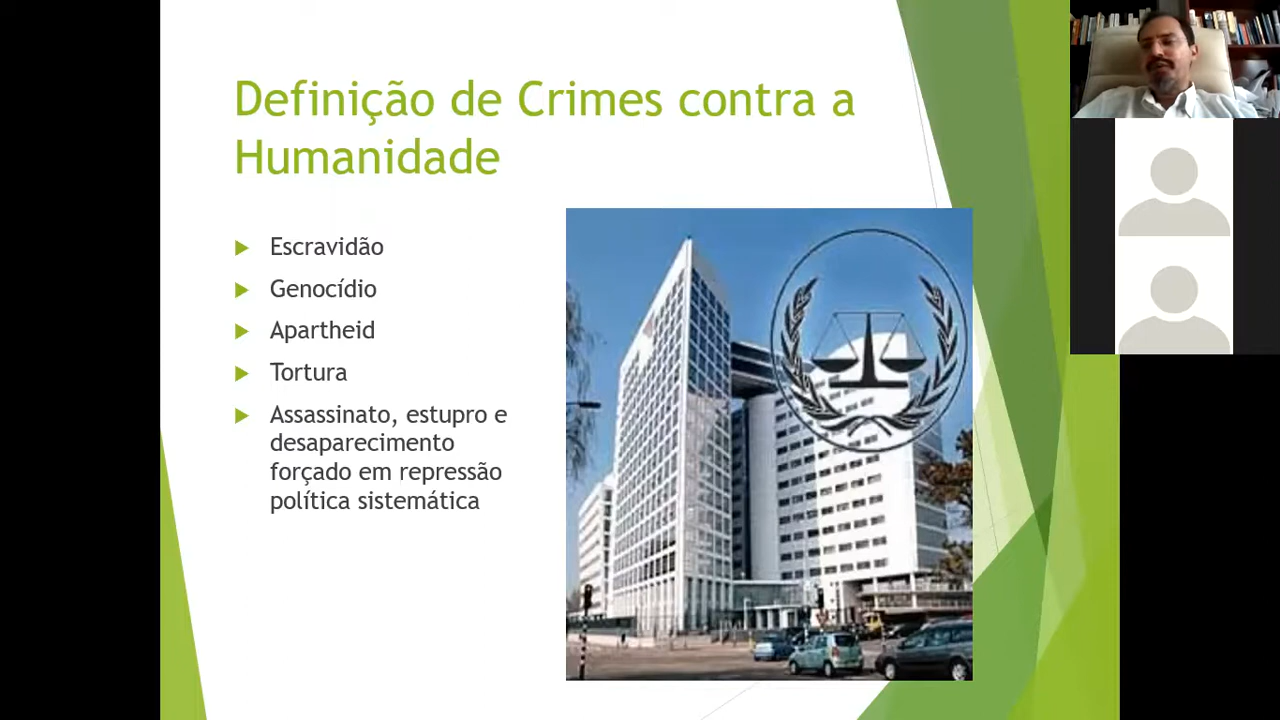 Definição de Crimes contra a
Humanidade
Escravidão
Genocídio
Apartheid
Tortura
Assassinato, estupro e
desaparecimento
forçado em repressão
política sistemática